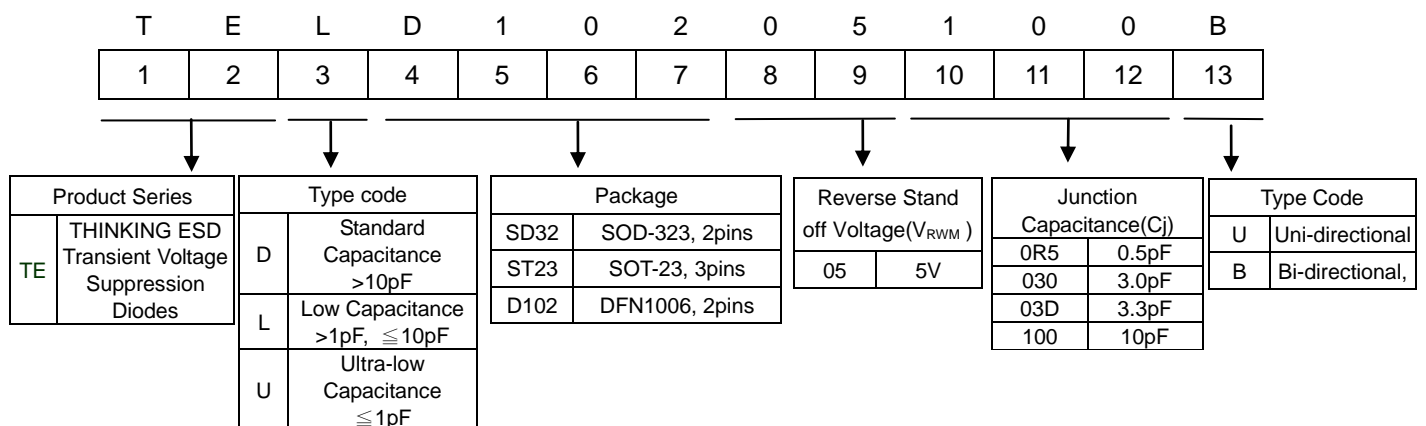 T E L D 1 0 2 0 5 1 0 0 B
1 2 3 4 5 6 7 8 9 10 11 12 13
Product Series
TE
THINKING ESD
Transient Voltage
Suppression
Diodes
Type code
D
Standard
Capacitance
>10pF
L
Low Capacitance
>1pF, ≦10pF
U
Ultra-low
Capacitance
≦1pF
Package
SD32 SOD-323, 2pins
ST23 SOT-23, 3pins
D102 DFN1006, 2pins
Reverse Stand
off Voltage(VRWM )
05 5V
Junction
Capacitance(Cj)
0R5 0.5pF
030 3.0pF
03D 3.3pF
100 10pF
Type Code
U Uni-directional
B Bi-directional,